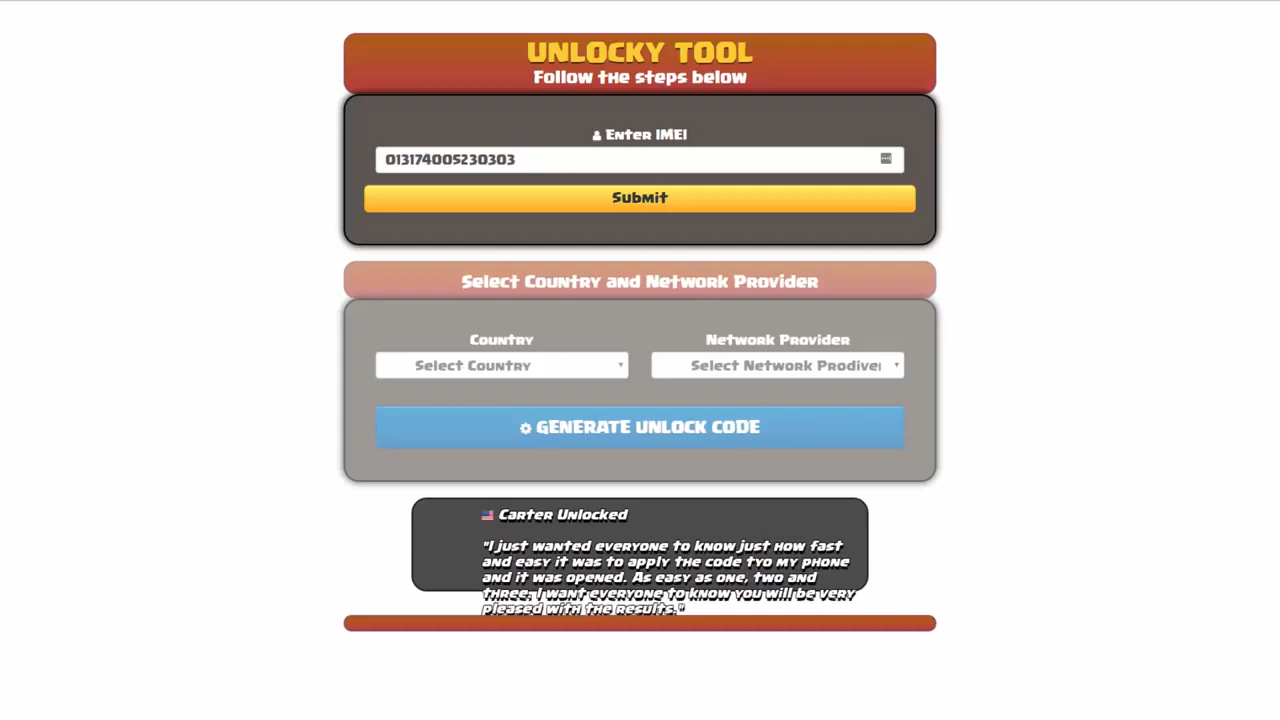 UNLOCKY TOOL
Follow the steps below
Enter IMEI
013174005230303
Submit
Select Country and Network Provider
Country
Network Provider
Select Country
Select Network Prodiver
GENERATE UNLOCK CODE
Carter Unlocked
"I just wanted everyone to know just how fast
and easy it was to apply the code tyo my phone
and it was opened. As easy as one, two and
three. I want everyone to know you will be very
pleased with the results."